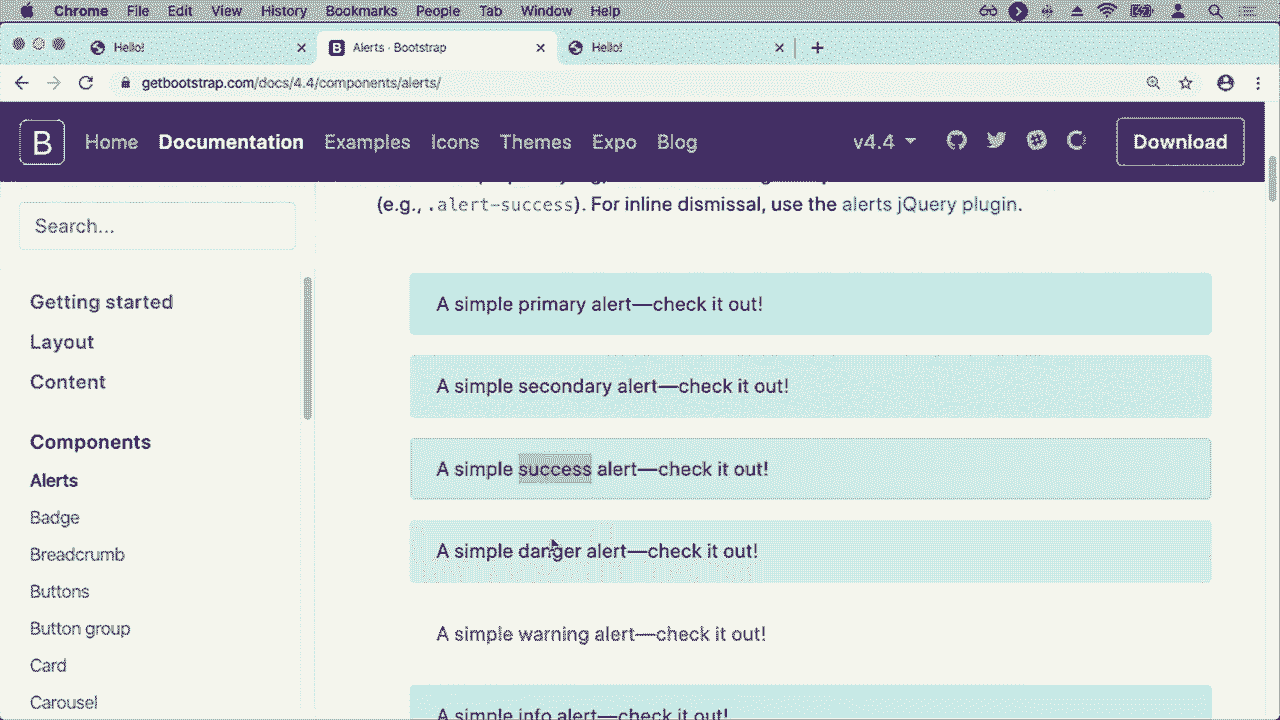 Chrome File Edit View History Bookmarks People Tab Window Help
Hello!
Alerts · Bootstrap
Hello!
getbootstrap.com/docs/4.4/components/alerts/
B Home Documentation Examples Icons Themes Expo Blog v4.4 Download
(e.g., .alert-success). For inline dismissal, use the alerts jQuery plugin.
Search...
Getting started
Layout
Content
Components
Alerts
Badge
Breadcrumb
Buttons
Button group
Card
Carousel
A simple primary alert—check it out!
A simple secondary alert—check it out!
A simple success alert—check it out!
A simple danger alert—check it out!
A simple warning alert—check it out!
A simple info alert—check it out!